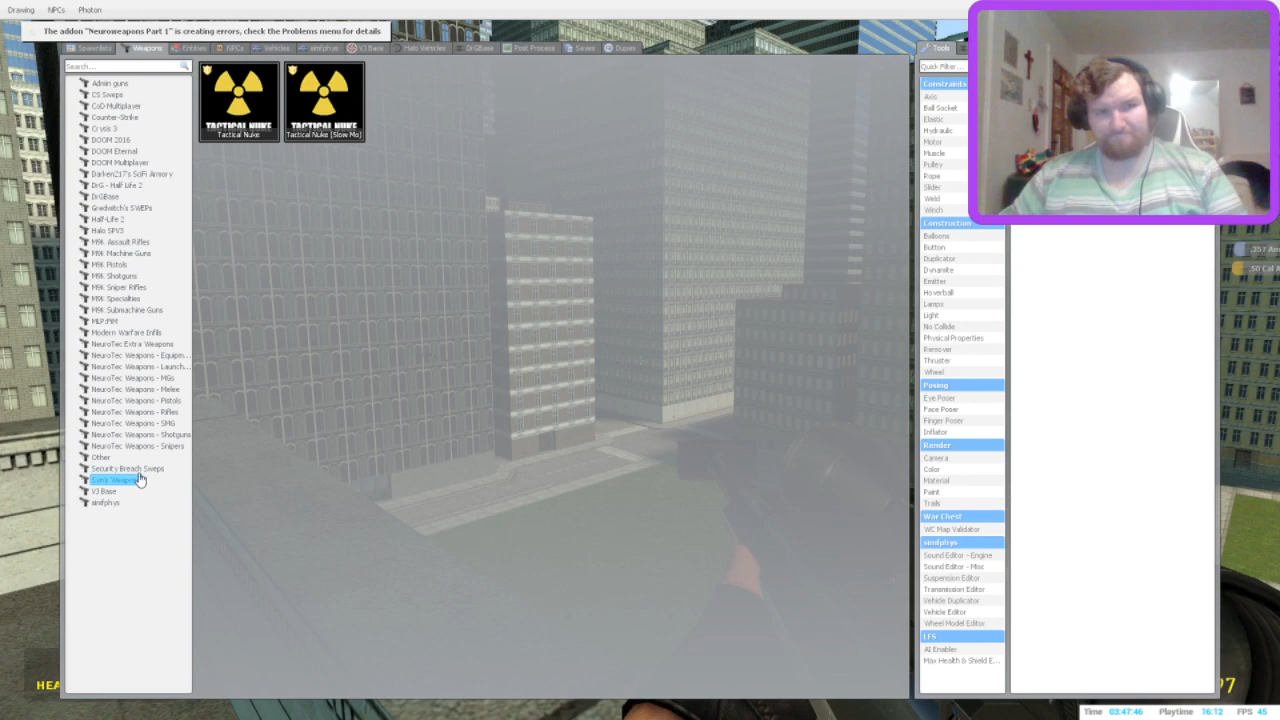 Drawing NPCs Photon
The addon "Neuroweapons Part 1" is creating errors, check the Problems menu for details
Spawnlists Weapons Entities NPCs Vehicles simfphys VJ Base Halo Vehicles DrGBase Post Process Saves Dupes
Search...
Admin guns
CS Sweps
CoD Multiplayer
Counter-Strike
Crysis 3
DOOM 2016
DOOM Eternal
DOOM Multiplayer
Darken217's SciFi Armory
DrG - Half Life 2
DrGBase
Gredwitch's SWEPs
Half-Life 2
Halo SPV3
M9K Assault Rifles
M9K Machine Guns
M9K Pistols
M9K Shotguns
M9K Sniper Rifles
M9K Specialties
M9K Submachine Guns
Modern Warfare Infils
NeuroTec Extra Weapons
NeuroTec Weapons - Equipm...
NeuroTec Weapons - Launch...
NeuroTec Weapons - MGs
NeuroTec Weapons - Melee
NeuroTec Weapons - Pistols
NeuroTec Weapons - Rifles
NeuroTec Weapons - SMG
NeuroTec Weapons - Shotguns
NeuroTec Weapons - Snipers
Other
Security Breach Sweps
VJ Base
simfphys
TACTICAL NUKE
Tactical Nuke
TACTICAL NUKE
Tactical Nuke [Slow Mo]
Tools
Quick Filter...
Constraints
Axis
Ball Socket
Elastic
Hydraulic
Motor
Muscle
Pulley
Rope
Slider
Weld
Winch
Construction
Balloons
Button
Duplicator
Dynamite
Emitter
Hoverball
Lamps
Light
No Collide
Physical Properties
Remover
Thruster
Wheel
Posing
Eye Poser
Face Poser
Finger Poser
Inflator
Render
Camera
Color
Material
Paint
Trails
War Chest
WC Map Validator
simfphys
Sound Editor - Engine
Sound Editor - Misc
Suspension Editor
Transmission Editor
Vehicle Duplicator
Vehicle Editor
Wheel Model Editor
LFS
AI Enabler
Max Health & Shield E...
.357 Am
.50 Cal A
HEA
Time 03:47:46 Playtime 16:12 FPS 45